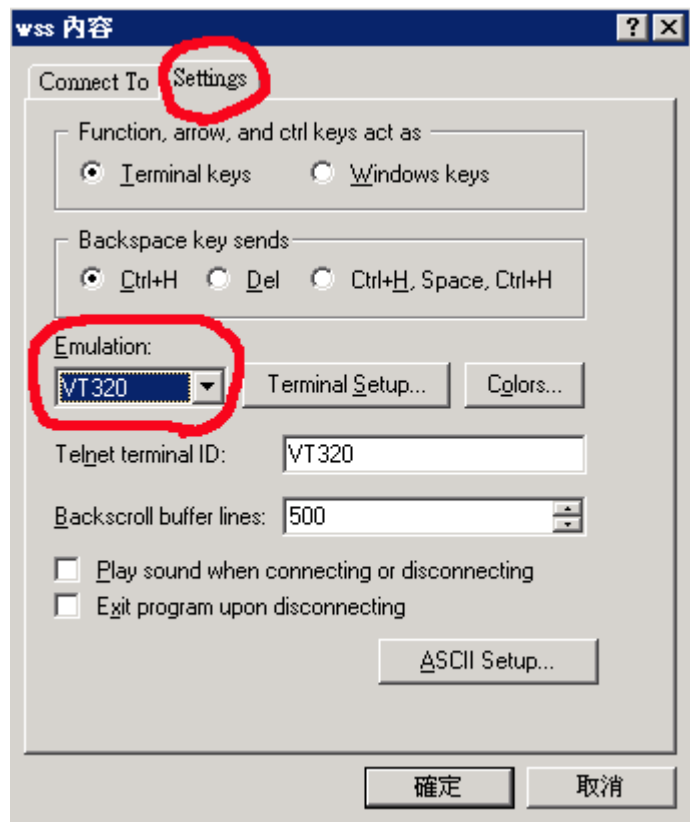 wss 內容
Connect To Settings
Function, arrow, and ctrl keys act as
Terminal keys Windows keys
Backspace key sends
Ctrl+H Del Ctrl+H, Space, Ctrl+H
Emulation:
VT320 Terminal Setup... Colors...
Telnet terminal ID: VT320
Backscroll buffer lines: 500
Play sound when connecting or disconnecting
Exit program upon disconnecting
ASCII Setup...
確定 取消